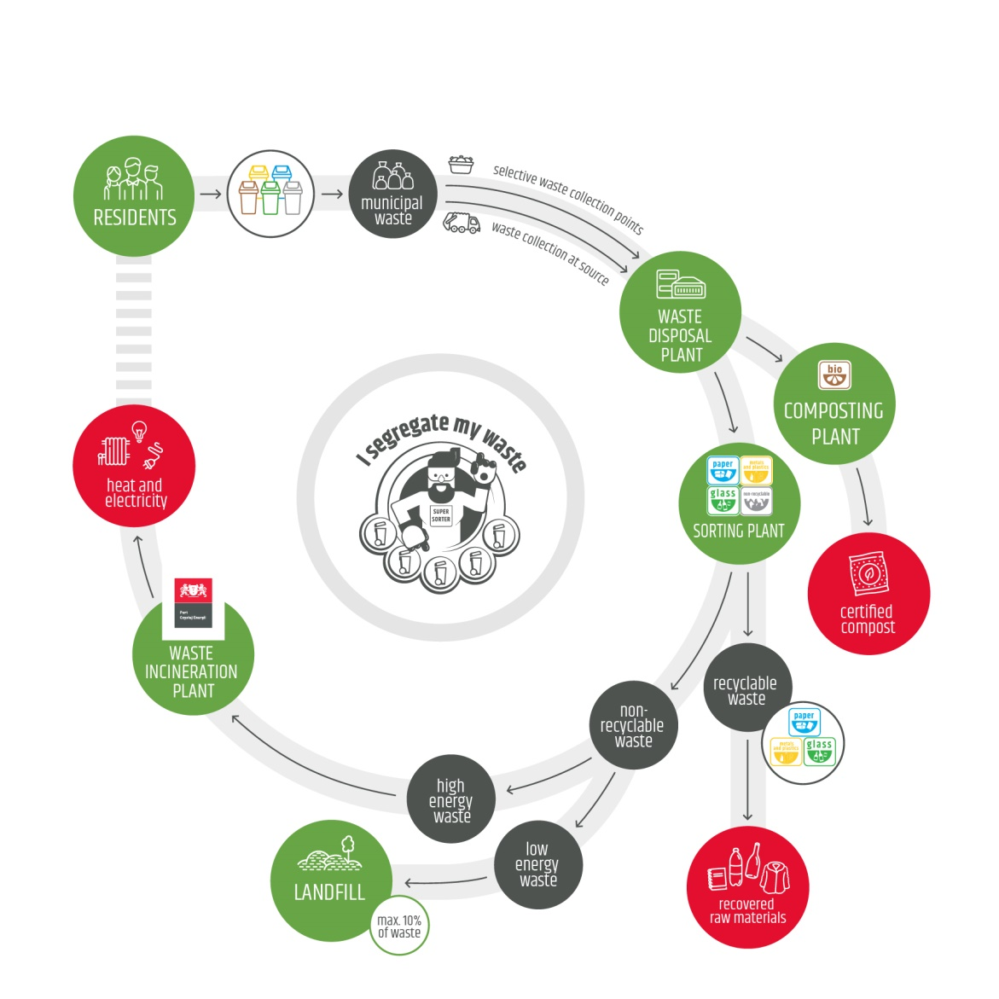 RESIDENTS
municipal
waste
selective waste collection points
waste collection at source
WASTE
DISPOSAL
PLANT
bio
COMPOSTING
PLANT
I segregate my waste
SUPER
SORTER
paper
metals
and plastics
glass
non-recyclable
SORTING PLANT
heat and
electricity
certified
compost
Port
Czystej Energii
WASTE
INCINERATION
PLANT
recyclable
waste
non-
recyclable
waste
paper
metals
and plastics
glass
high
energy
waste
low
energy
waste
LANDFILL
max. 10%
of waste
recovered
raw materials